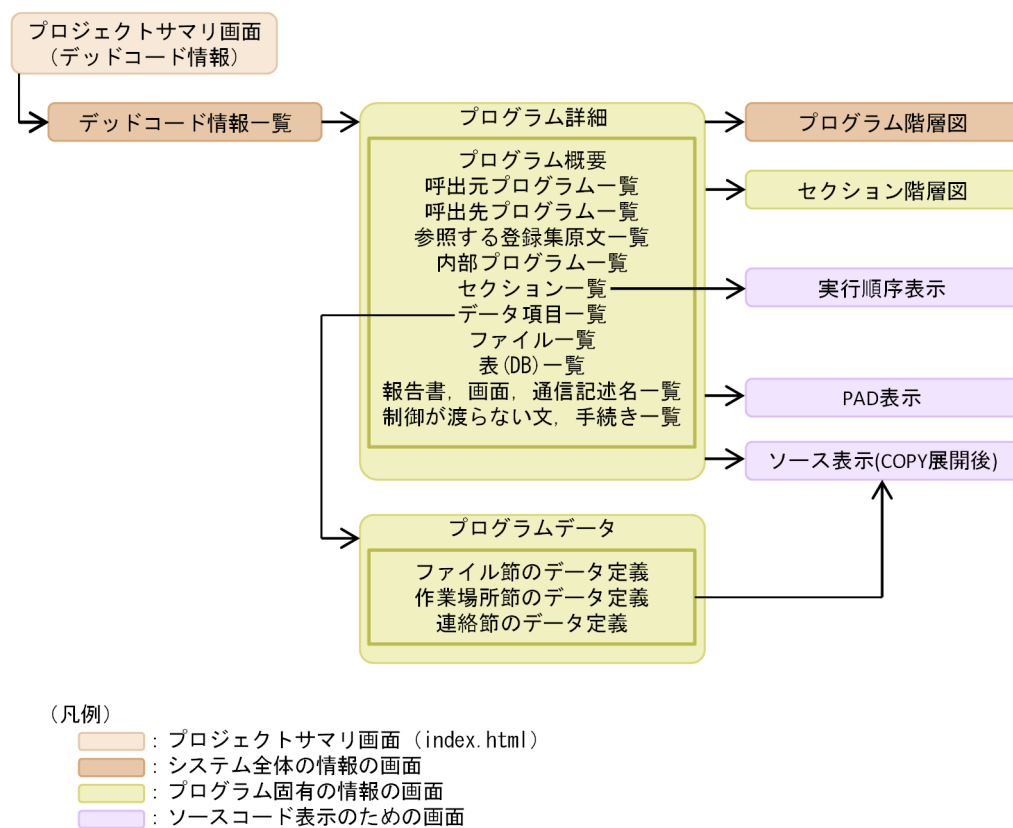 プロジェクトサマリ画面
(デッドコード情報)
デッドコード情報一覧
プログラム詳細
プログラム概要
呼出元プログラム一覧
呼出先プログラム一覧
参照する登録集原文一覧
内部プログラム一覧
セクション一覧
データ項目一覧
ファイル一覧
表(DB)一覧
報告書, 画面, 通信記述名一覧
制御が渡らない文, 手続き一覧
プログラム階層図
セクション階層図
実行順序表示
PAD表示
ソース表示(COPY展開後)
プログラムデータ
ファイル節のデータ定義
作業場所節のデータ定義
連絡節のデータ定義
(凡例)
: プロジェクトサマリ画面 (index.html)
: システム全体の情報の画面
: プログラム固有の情報の画面
: ソースコード表示のための画面